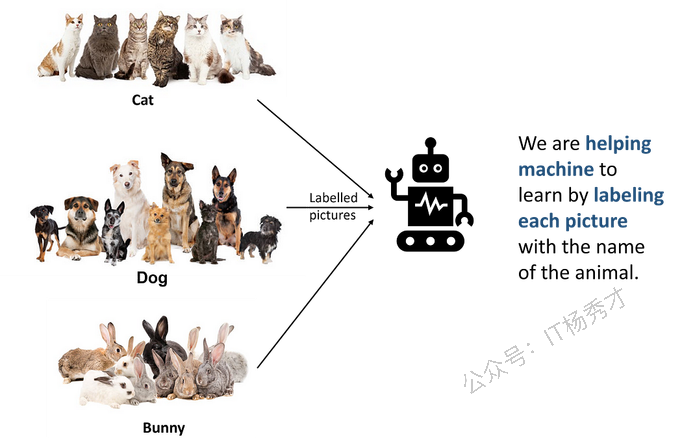 Cat
Dog
Bunny
Labelled
pictures
We are helping
machine to
learn by labeling
each picture
with the name
of the animal.
公众号：IT杨秀才